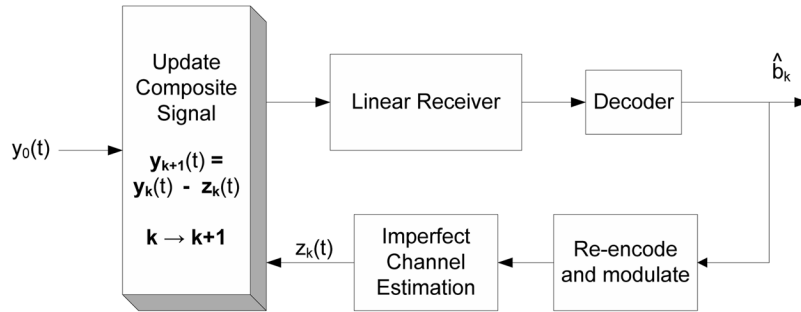 y₀(t)
Update
Composite
Signal
yₖ₊₁(t) =
yₖ(t) - zₖ(t)
k → k+1
Linear Receiver
Decoder
b̂ₖ
zₖ(t)
Imperfect
Channel
Estimation
Re-encode
and modulate